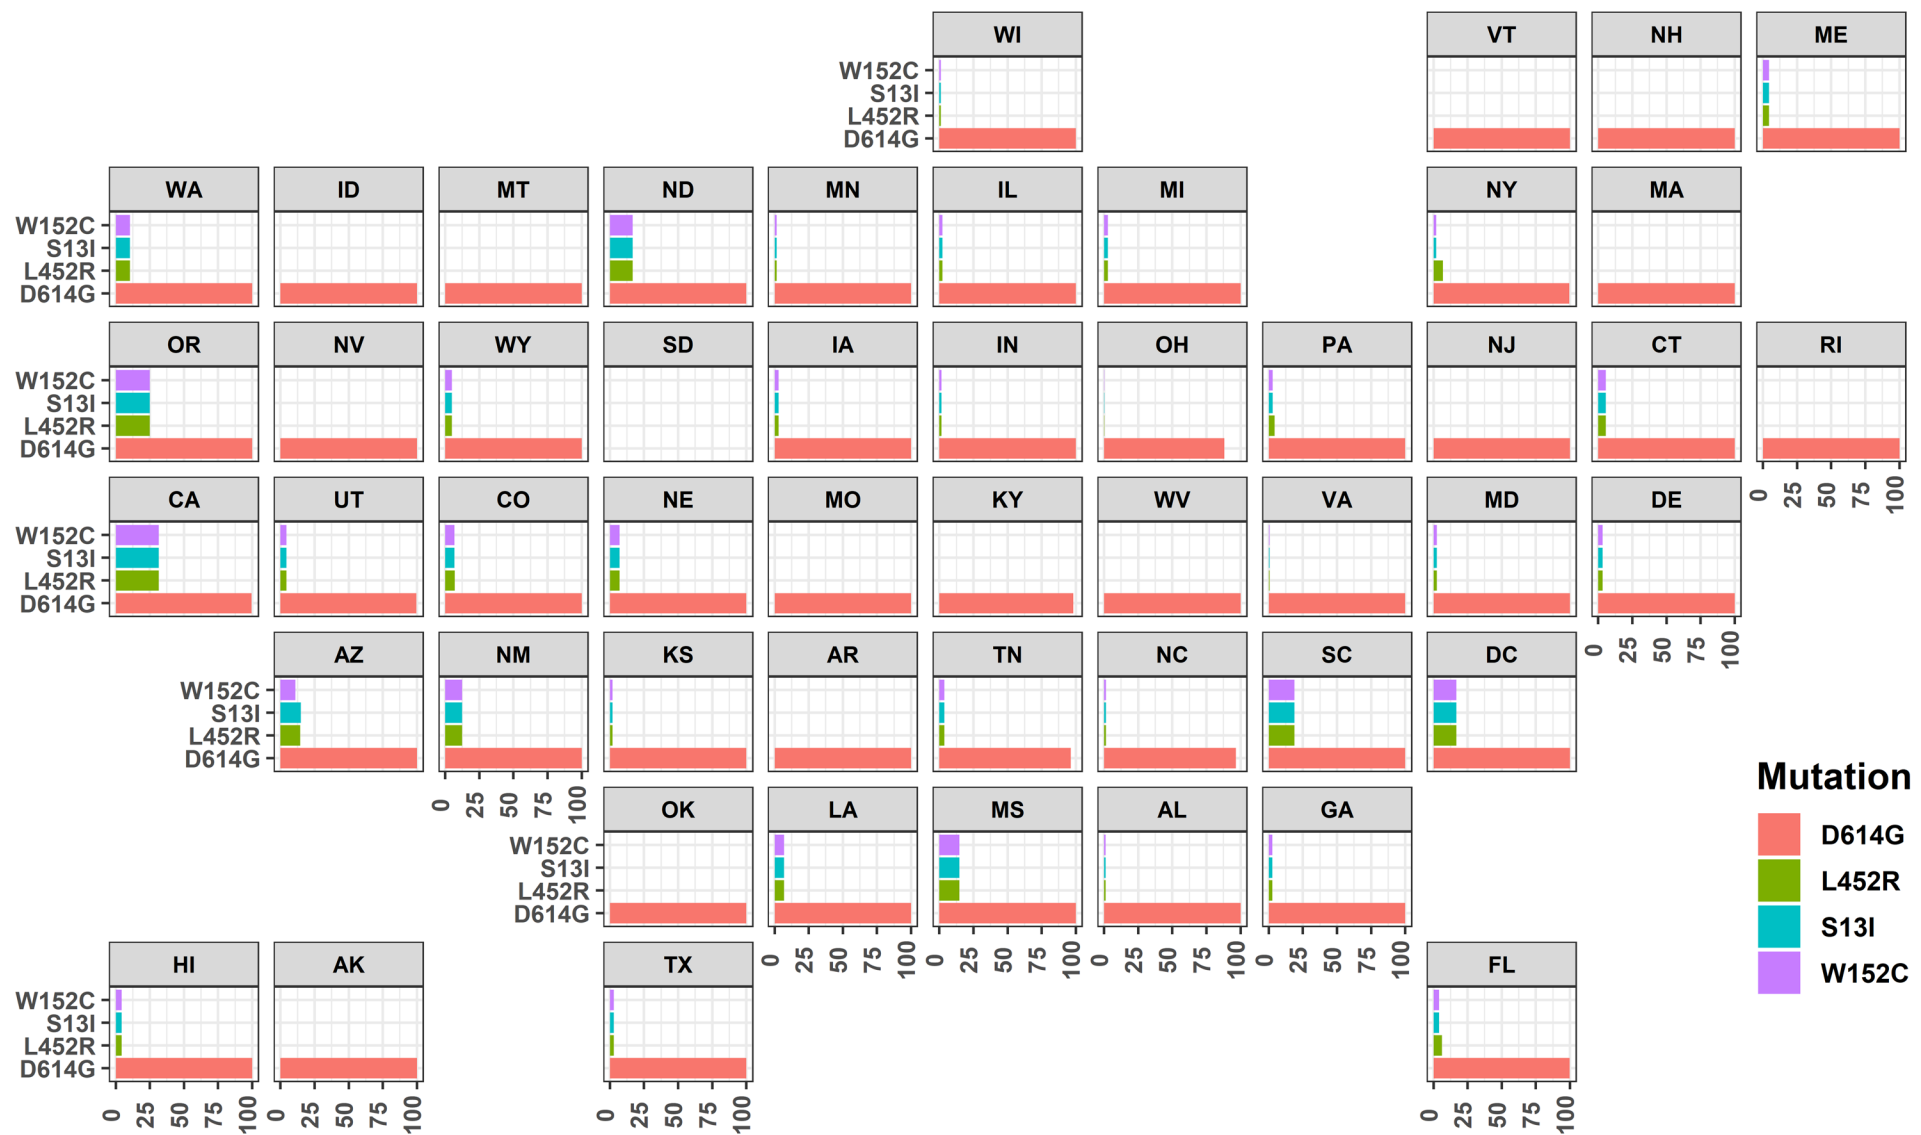 WI VT NH ME
W152C
S13I
L452R
D614G
WA ID MT ND MN IL MI NY MA
W152C
S13I
L452R
D614G
OR NV WY SD IA IN OH PA NJ CT RI
W152C
S13I
L452R
D614G
0 25 50 75 100
CA UT CO NE MO KY WV VA MD DE
W152C
S13I
L452R
D614G
0 25 50 75 100
AZ NM KS AR TN NC SC DC
W152C
S13I
L452R
D614G
0 25 50 75 100
OK LA MS AL GA
W152C
S13I
L452R
D614G
0 25 50 75 100 0 25 50 75 100 0 25 50 75 100 0 25 50 75 100
HI AK TX FL
W152C
S13I
L452R
D614G
0 25 50 75 100 0 25 50 75 100 0 25 50 75 100 0 25 50 75 100
Mutation
D614G
L452R
S13I
W152C